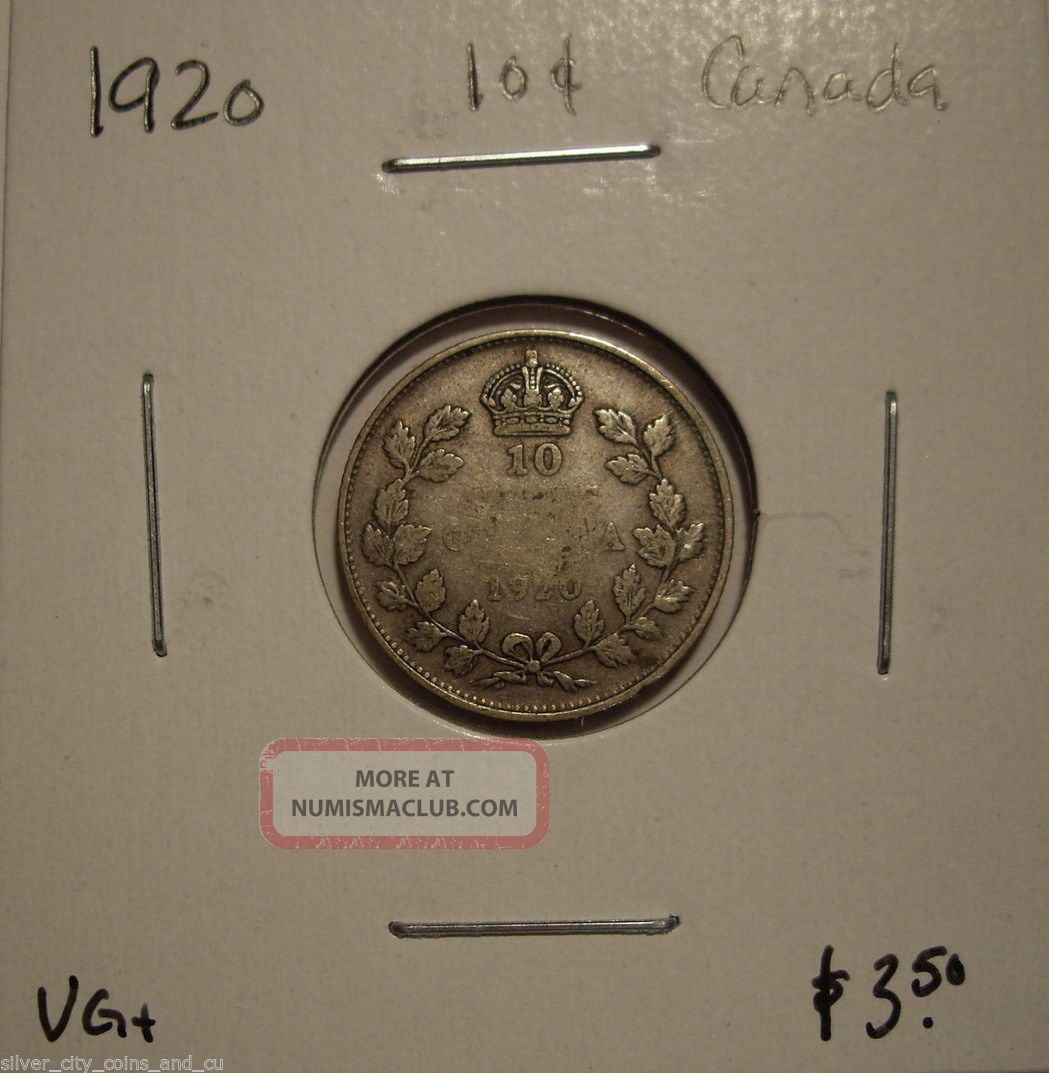 1920 10¢ Canada
10
1920
MORE AT
NUMISMACLUB.COM
VG+ $3.50
silver_city_coins_and_cu